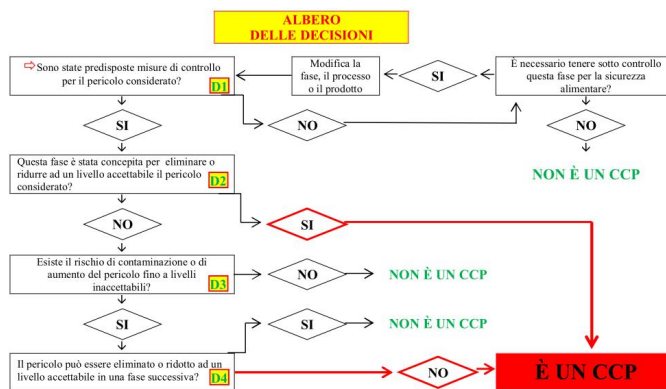 ALBERO
DELLE DECISIONI
⇨Sono state predisposte misure di controllo
per il pericolo considerato?
D1
Modifica la
fase, il processo
o il prodotto
SI
È necessario tenere sotto controllo
questa fase per la sicurezza
alimentare?
SI
NO
NO
NON È UN CCP
Questa fase è stata concepita per eliminare o
ridurre ad un livello accettabile il pericolo
considerato?
D2
NO
SI
Esiste il rischio di contaminazione o di
aumento del pericolo fino a livelli
inaccettabili?
D3
NO
NON È UN CCP
SI
SI
NON È UN CCP
Il pericolo può essere eliminato o ridotto ad un
livello accettabile in una fase successiva?
D4
NO
È UN CCP